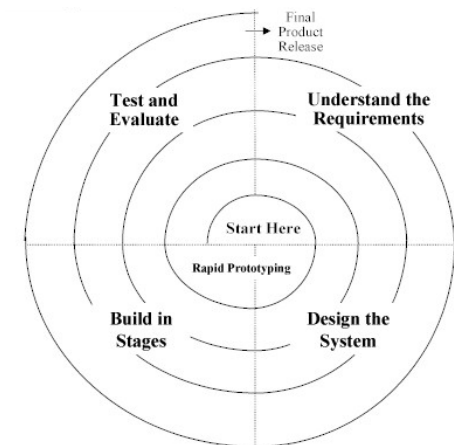 Final
Product
Release
Test and
Evaluate
Understand the
Requirements
Start Here
Rapid Prototyping
Build in
Stages
Design the
System